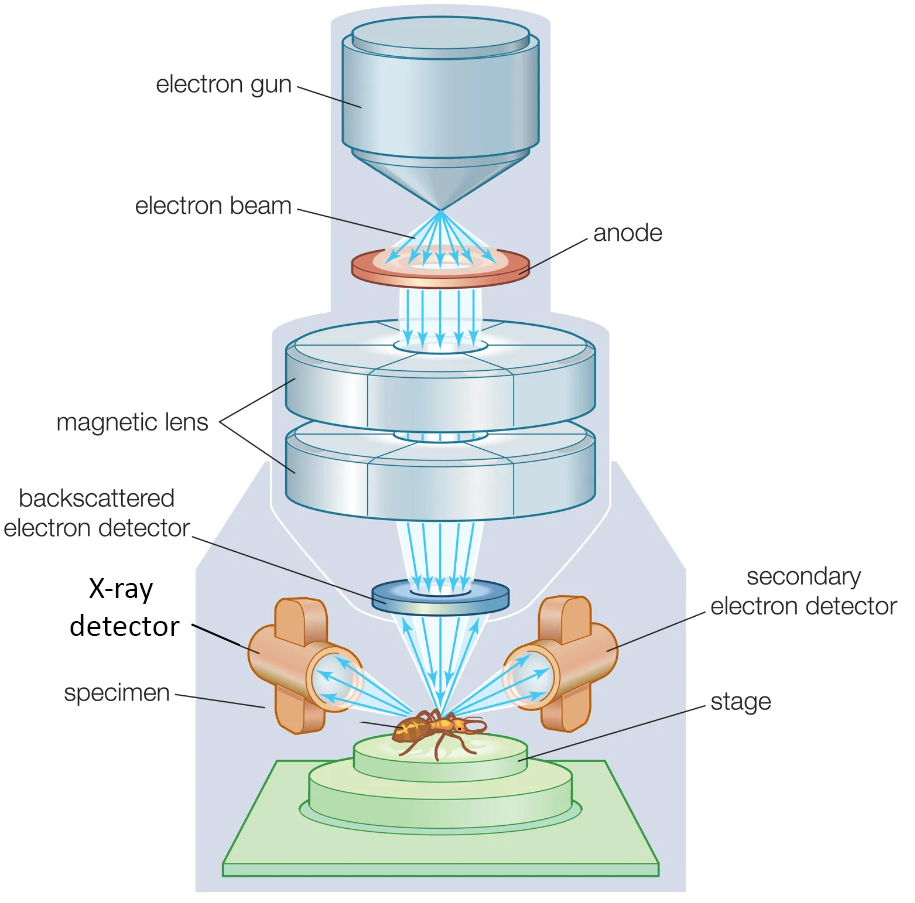 electron gun
electron beam
anode
magnetic lens
backscattered
electron detector
X-ray
detector
secondary
electron detector
specimen
stage